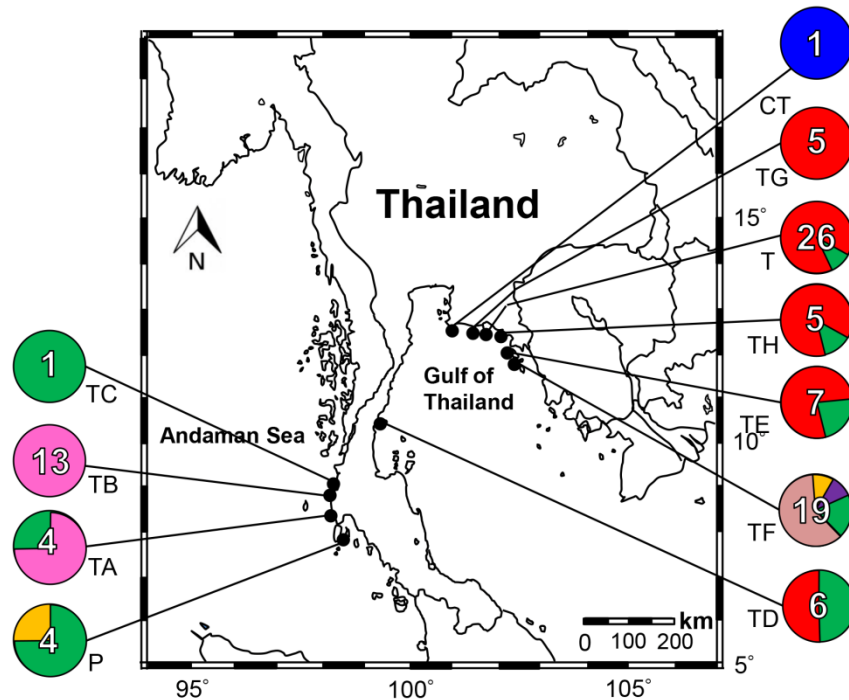 1
CT
5
TG
Thailand
15°
26
T
N
5
TH
1
TC
Gulf of
Thailand
7
TE
10°
Andaman Sea
13
TB
19
TF
4
TA
6
TD
km
0 100 200
4
P
5°
95° 100° 105°